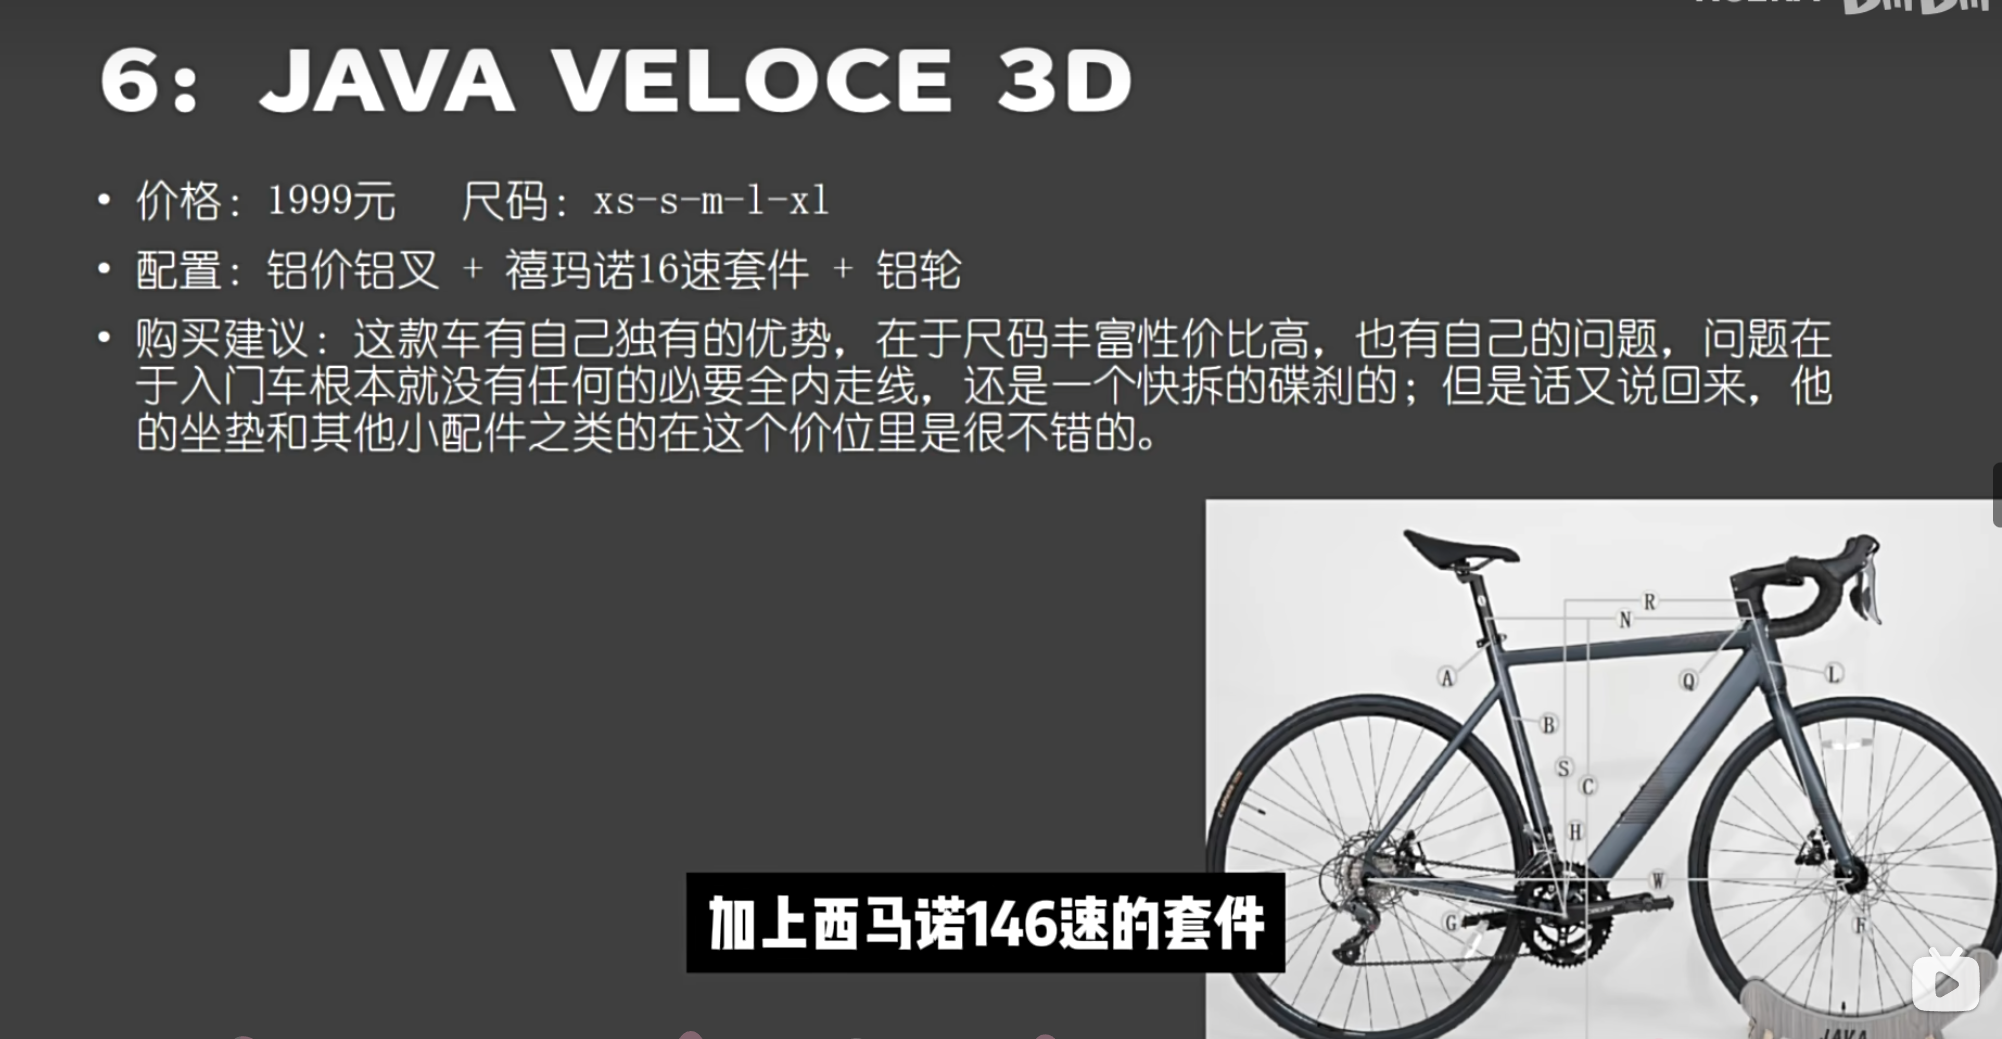 6：JAVA VELOCE 3D
• 价格：1999元 尺码：xs-s-m-l-xl
• 配置：铝价铝叉 + 禧玛诺16速套件 + 铝轮
• 购买建议：这款车有自己独有的优势，在于尺码丰富性价比高，也有自己的问题，问题在
于入门车根本就没有任何的必要全内走线，还是一个快拆的碟刹的；但是话又说回来，他
的坐垫和其他小配件之类的在这个价位里是很不错的。
R
N
A
Q
L
B
S
C
H
W
G
F
加上西马诺146速的套件
JAVA